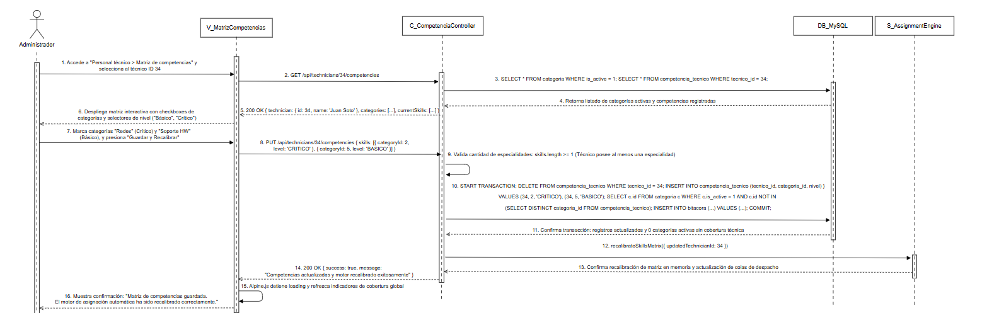 Administrador
V_MatrizCompetencias
C_CompetenciaController
DB_MySQL
S_AssignmentEngine
1. Accede a "Personal técnico > Matriz de competencias" y
selecciona al técnico ID 34
2. GET /api/technicians/34/competencies
3. SELECT * FROM categoria WHERE is_active = 1; SELECT * FROM competencia_tecnico WHERE tecnico_id = 34;
4. Retorna listado de categorías activas y competencias registradas
5. 200 OK { technician: { id: 34, name: 'Juan Soto' }, categories: [...], currentSkills: [...] }
6. Despliega matriz interactiva con checkboxes de
categorías y selectores de nivel ("Básico", "Crítico")
7. Marca categorías "Redes" (Crítico) y "Soporte HW"
(Básico), y presiona "Guardar y Recalibrar"
8. PUT /api/technicians/34/competencies { skills: [{ categoryId: 2,
level: 'CRITICO' }, { categoryId: 5, level: 'BASICO' }] }
9. Valida cantidad de especialidades: skills.length >= 1 (Técnico posee al menos una especialidad)
10. START TRANSACTION; DELETE FROM competencia_tecnico WHERE tecnico_id = 34; INSERT INTO competencia_tecnico (tecnico_id, categoria_id, nivel) }
VALUES (34, 2, 'CRITICO'), (34, 5, 'BASICO'); SELECT c.id FROM categoria c WHERE c.is_active = 1 AND c.id NOT IN
(SELECT DISTINCT categoria_id FROM competencia_tecnico); INSERT INTO bitacora (...) VALUES (...); COMMIT;
11. Confirma transacción: registros actualizados y 0 categorías activas sin cobertura técnica
12. recalibrateSkillsMatrix({ updatedTechnicianId: 34 })
13. Confirma recalibración de matriz en memoria y actualización de colas de despacho
14. 200 OK { success: true, message:
"Competencias actualizadas y motor recalibrado exitosamente" }
15. Alpine.js detiene loading y refresca indicadores de cobertura global
16. Muestra confirmación: "Matriz de competencias guardada.
El motor de asignación automática ha sido recalibrado correctamente."